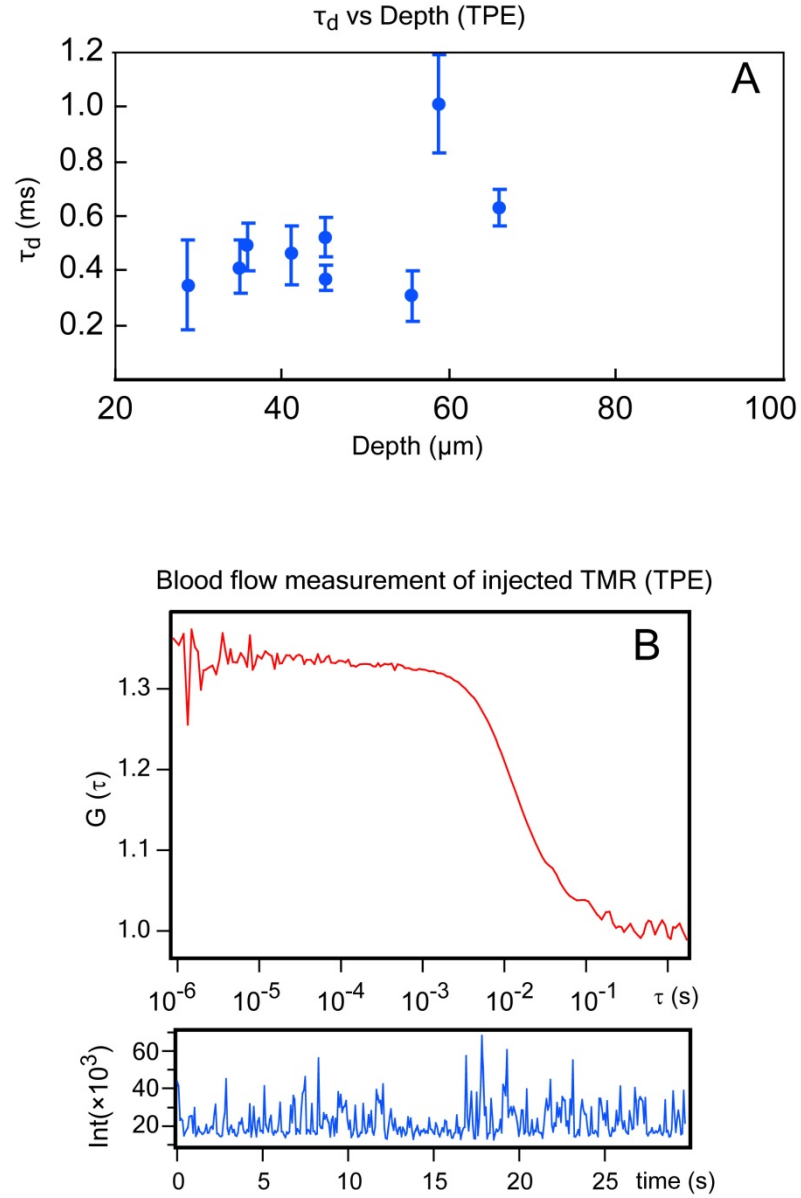 τd vs Depth (TPE)
A
1.2
1.0
0.8
0.6
0.4
0.2
τd (ms)
20 40 60 80 100
Depth (µm)
Blood flow measurement of injected TMR (TPE)
B
1.3
1.2
1.1
1.0
G (τ)
10-6 10-5 10-4 10-3 10-2 10-1 τ (s)
60
40
20
Int(×103)
0 5 10 15 20 25 time (s)